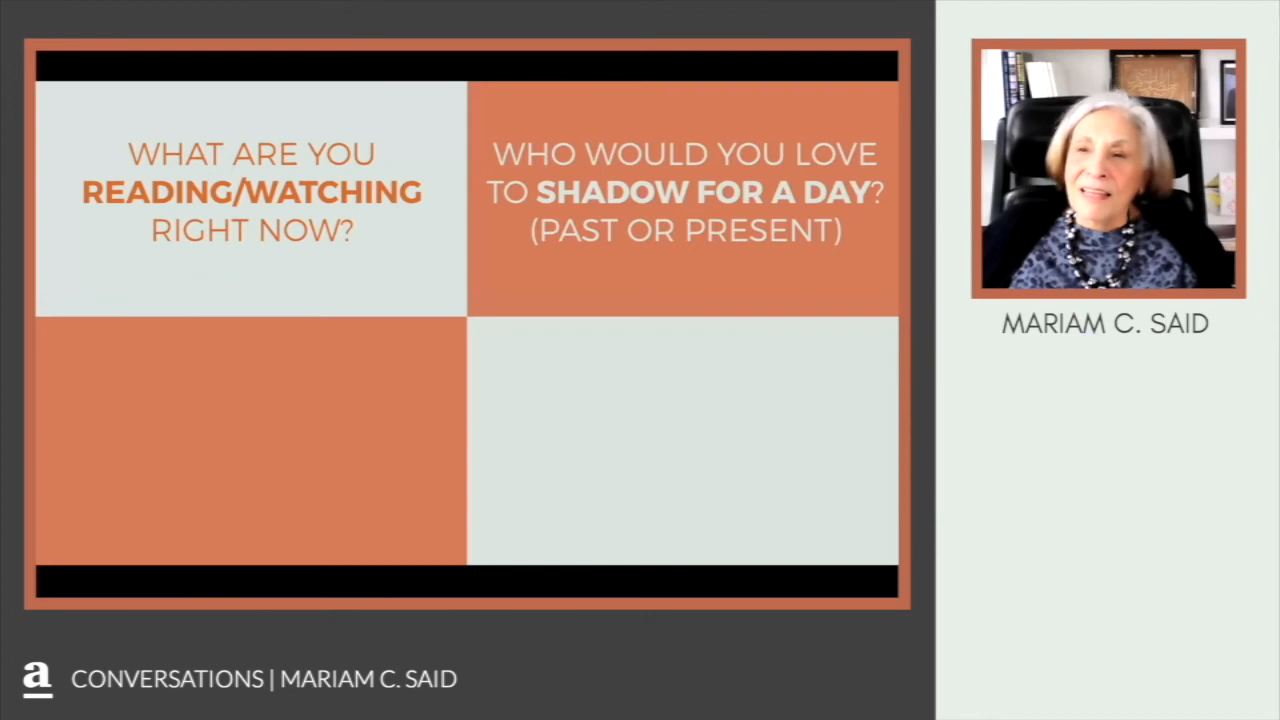 WHAT ARE YOU
READING/WATCHING
RIGHT NOW?
WHO WOULD YOU LOVE
TO SHADOW FOR A DAY?
(PAST OR PRESENT)
MARIAM C. SAID
a
CONVERSATIONS | MARIAM C. SAID